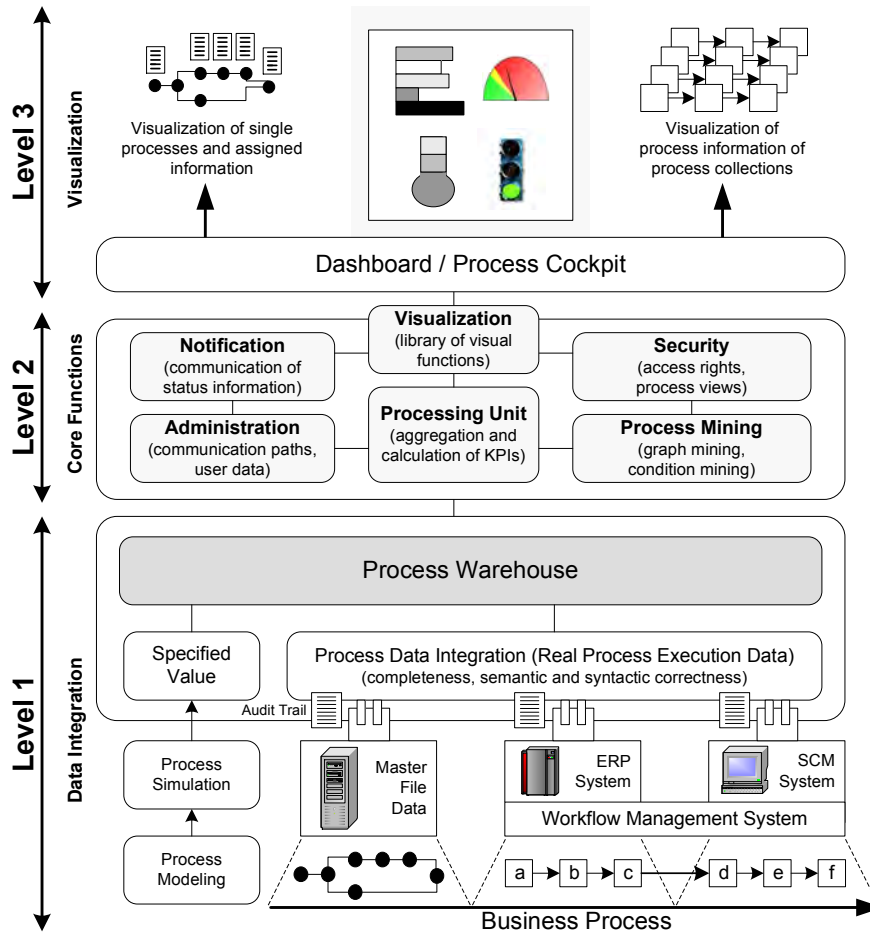 Level 3
Visualization
Visualization of single
processes and assigned
information
Visualization of
process information of
process collections
Dashboard / Process Cockpit
Level 2
Core Functions
Visualization
(library of visual
functions)
Notification
(communication of
status information)
Security
(access rights,
process views)
Administration
(communication paths,
user data)
Processing Unit
(aggregation and
calculation of KPIs)
Process Mining
(graph mining,
condition mining)
Level 1
Data Integration
Process Warehouse
Specified
Value
Process Data Integration (Real Process Execution Data)
(completeness, semantic and syntactic correctness)
Audit Trail
Process
Simulation
Master
File
Data
ERP
System
SCM
System
Workflow Management System
Process
Modeling
a b c d e f
Business Process